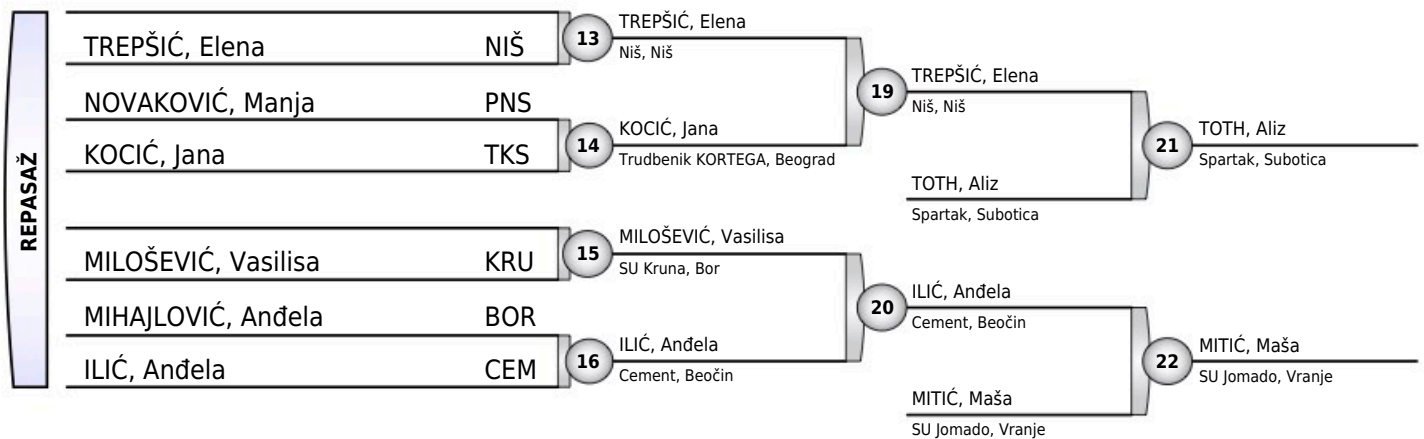 REPASAŽ
TREPŠIĆ, Elena NIŠ
NOVAKOVIĆ, Manja PNS
KOCIĆ, Jana TKS
MILOŠEVIĆ, Vasilisa KRU
MIHAJLOVIĆ, Anđela BOR
ILIĆ, Anđela CEM
13
TREPŠIĆ, Elena
Niš, Niš
14
KOCIĆ, Jana
Trudbenik KORTEGA, Beograd
15
MILOŠEVIĆ, Vasilisa
SU Kruna, Bor
16
ILIĆ, Anđela
Cement, Beočin
19
TREPŠIĆ, Elena
Niš, Niš
TOTH, Aliz
Spartak, Subotica
20
ILIĆ, Anđela
Cement, Beočin
MITIĆ, Maša
SU Jomado, Vranje
21
TOTH, Aliz
Spartak, Subotica
22
MITIĆ, Maša
SU Jomado, Vranje